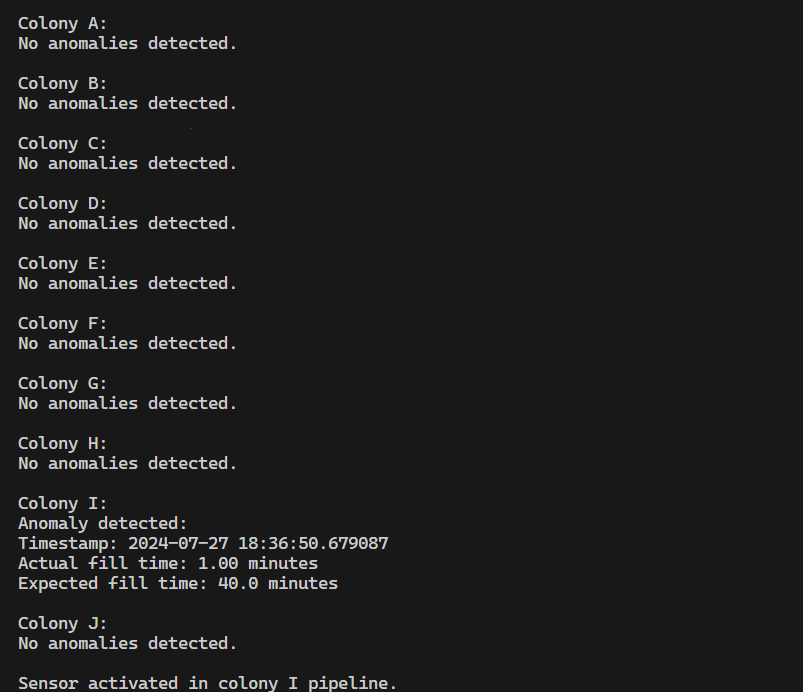 Colony A:
No anomalies detected.
Colony B:
No anomalies detected.
Colony C:
No anomalies detected.
Colony D:
No anomalies detected.
Colony E:
No anomalies detected.
Colony F:
No anomalies detected.
Colony G:
No anomalies detected.
Colony H:
No anomalies detected.
Colony I:
Anomaly detected:
Timestamp: 2024-07-27 18:36:50.679087
Actual fill time: 1.00 minutes
Expected fill time: 40.0 minutes
Colony J:
No anomalies detected.
Sensor activated in colony I pipeline.